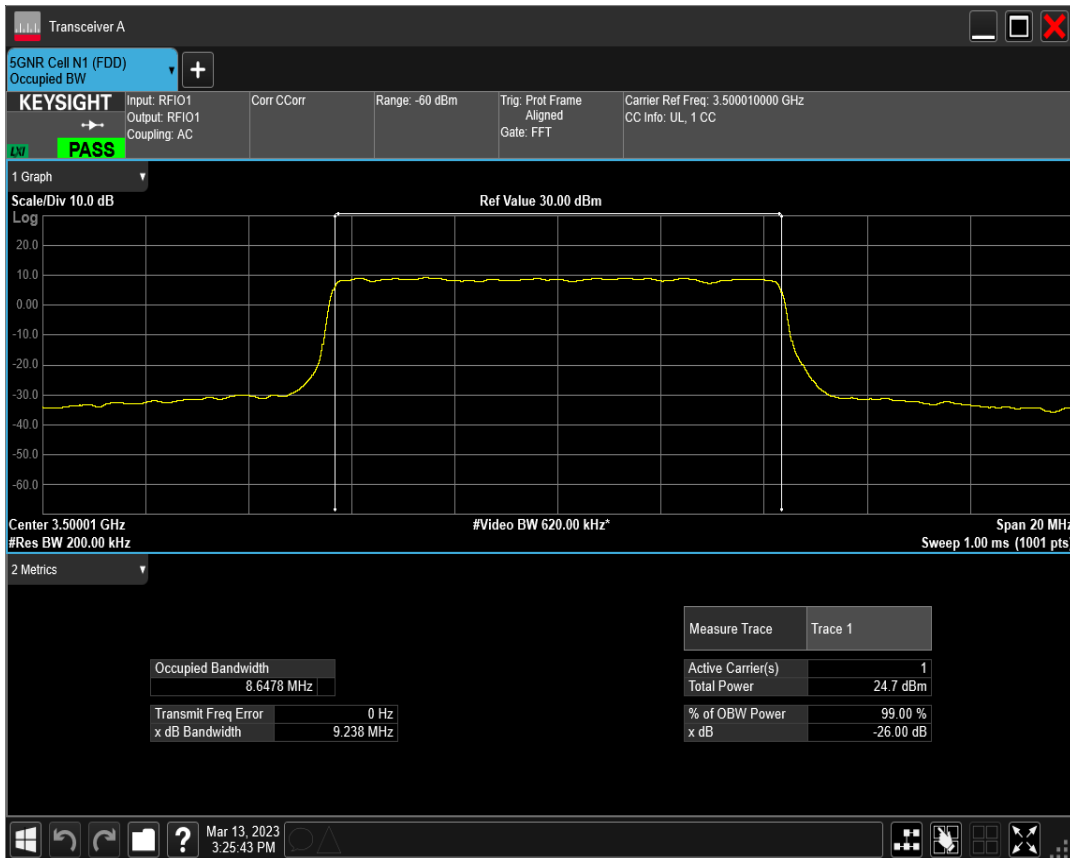 Transceiver A
5GNR Cell N1 (FDD)
Occupied BW
+
KEYSIGHT
LXI
PASS
Input: RFIO1
Output: RFIO1
Coupling: AC
Corr CCorr
Range: -60 dBm
Trig: Prot Frame
Aligned
Gate: FFT
Carrier Ref Freq: 3.500010000 GHz
CC Info: UL, 1 CC
1 Graph
Scale/Div 10.0 dB
Ref Value 30.00 dBm
Log
20.0
10.0
0.00
-10.0
-20.0
-30.0
-40.0
-50.0
-60.0
Center 3.50001 GHz
#Video BW 620.00 kHz*
Span 20 MHz
#Res BW 200.00 kHz
Sweep 1.00 ms (1001 pts)
2 Metrics
Measure Trace Trace 1
Occupied Bandwidth
8.6478 MHz
Active Carrier(s) 1
Total Power 24.7 dBm
Transmit Freq Error 0 Hz
x dB Bandwidth 9.238 MHz
% of OBW Power 99.00 %
x dB -26.00 dB
?
Mar 13, 2023
3:25:43 PM